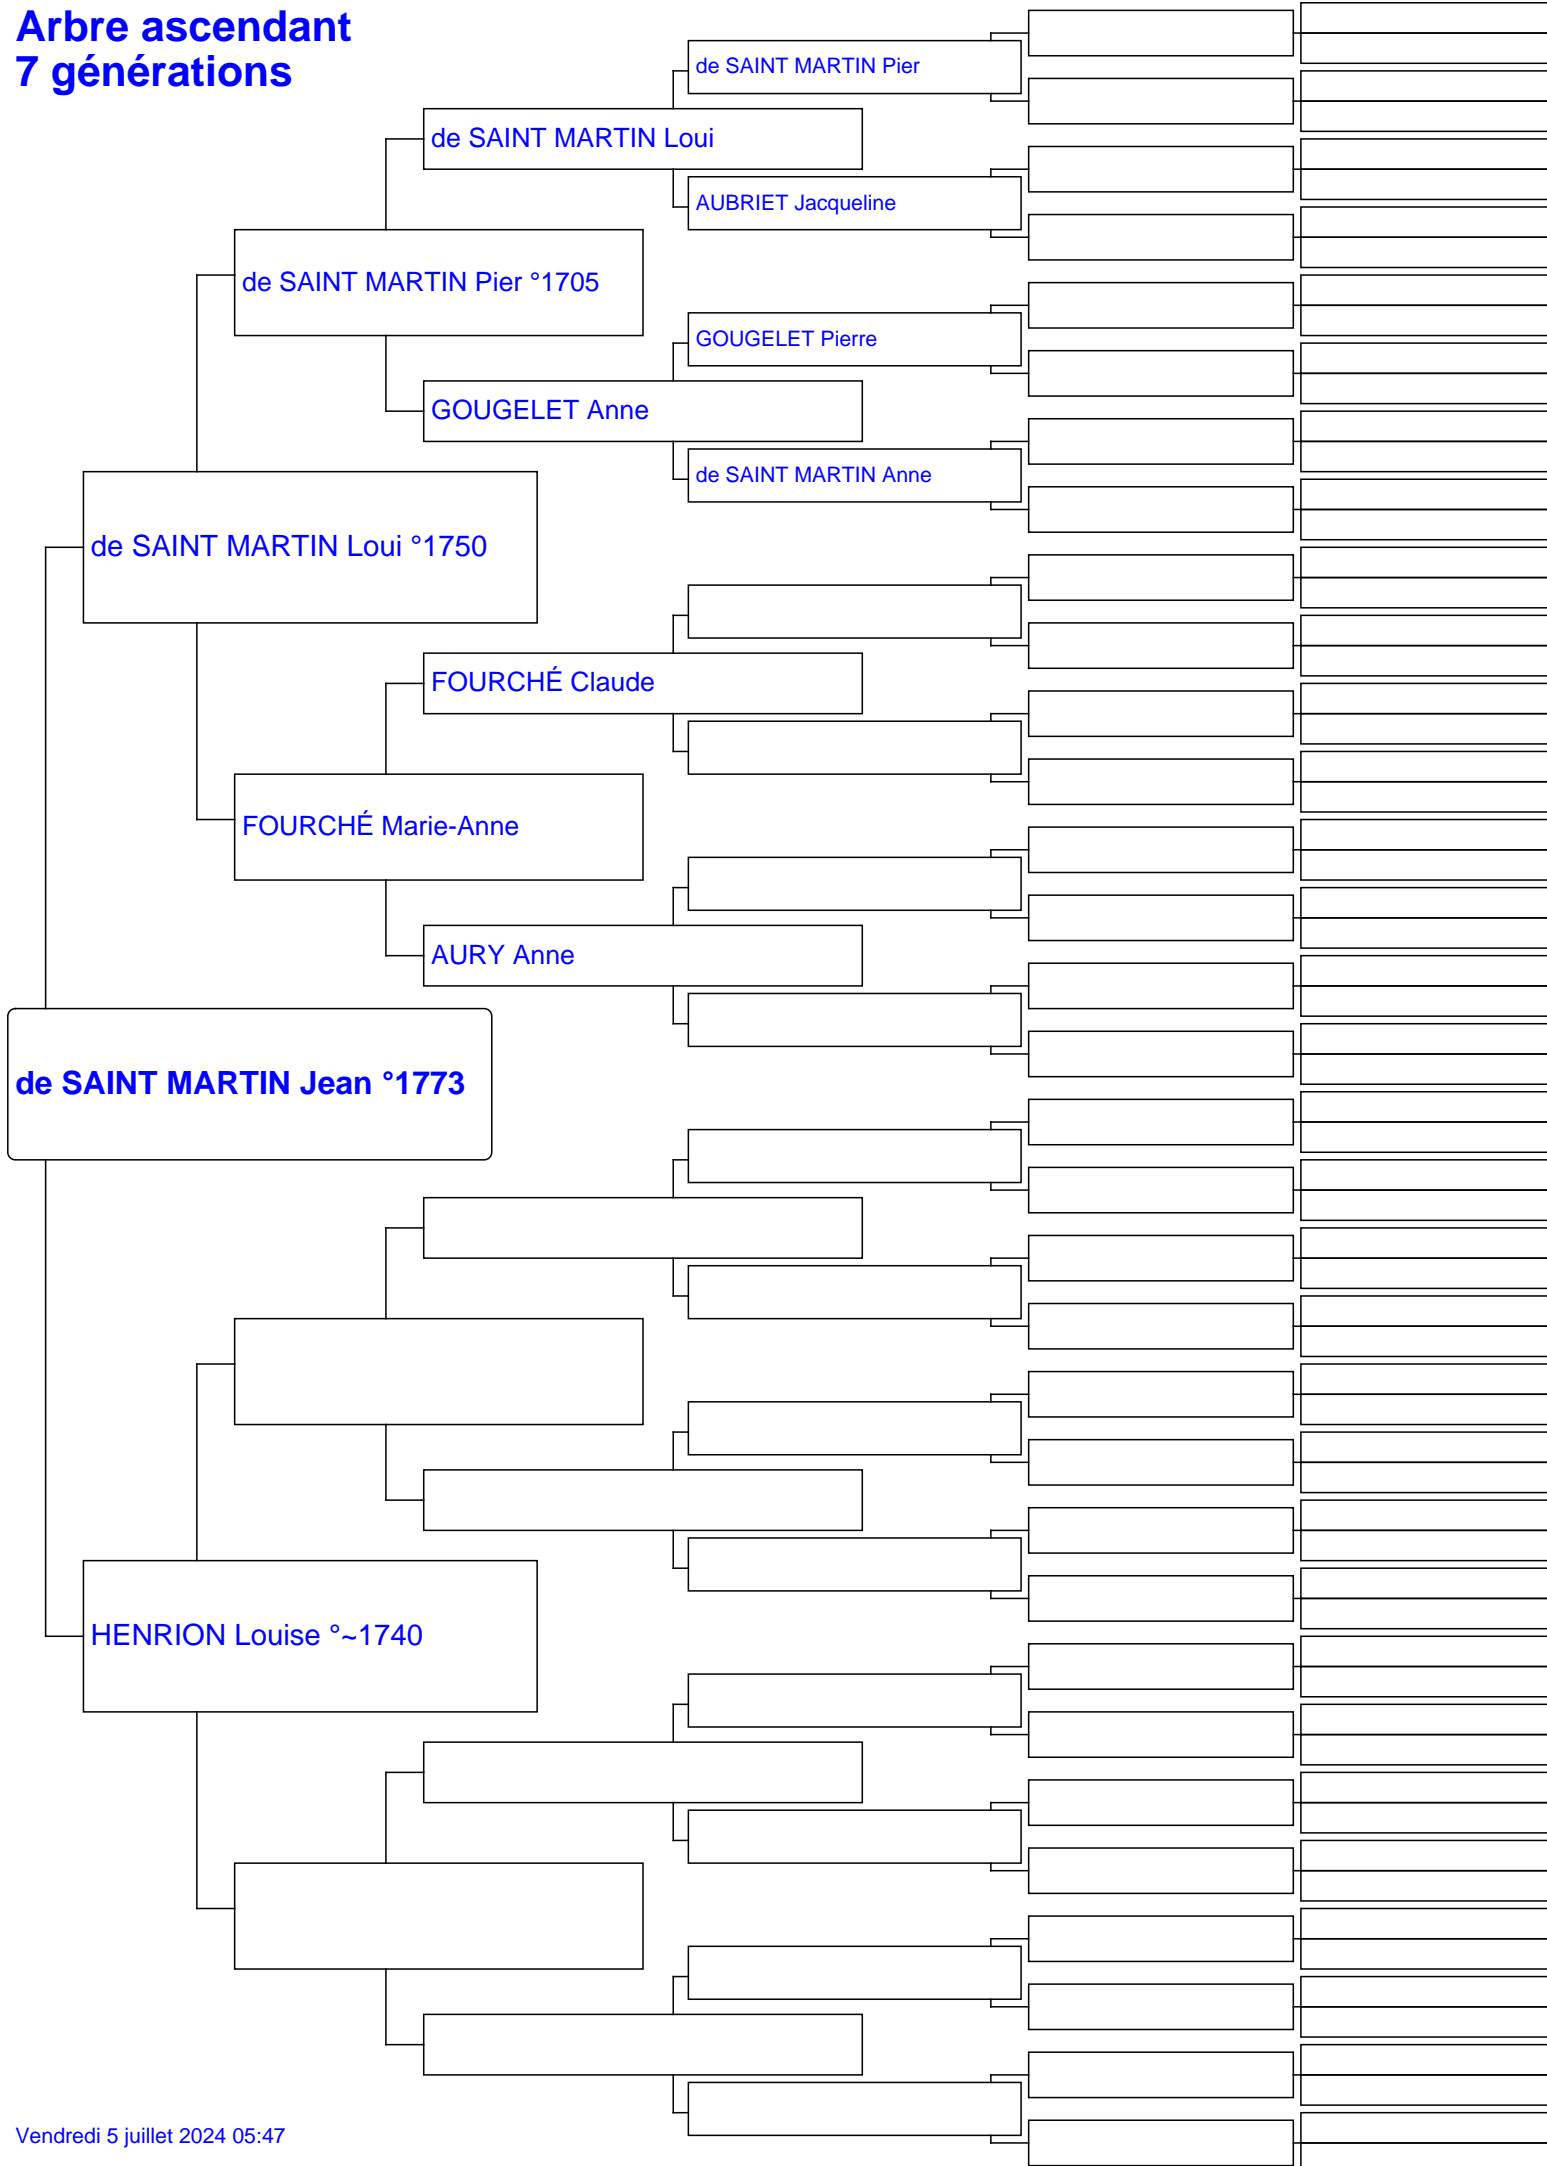 Arbre ascendant
7 générations
de SAINT MARTIN Pier
de SAINT MARTIN Loui
AUBRIET Jacqueline
de SAINT MARTIN Pier °1705
GOUGELET Pierre
GOUGELET Anne
de SAINT MARTIN Anne
de SAINT MARTIN Loui °1750
FOURCHÉ Claude
FOURCHÉ Marie-Anne
AURY Anne
de SAINT MARTIN Jean °1773
HENRION Louise °~1740
Vendredi 5 juillet 2024 05:47